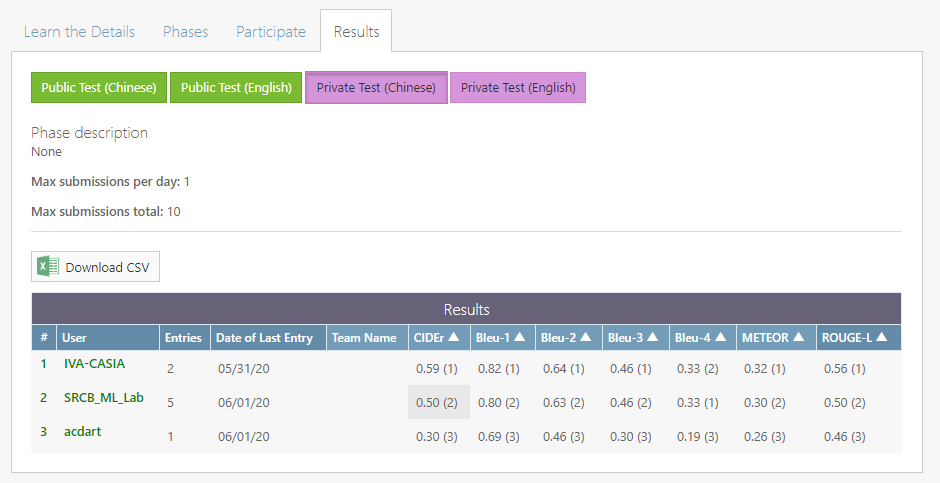 Learn the Details Phases Participate Results
Public Test (Chinese) Public Test (English) Private Test (Chinese) Private Test (English)
Phase description
None
Max submissions per day: 1
Max submissions total: 10
Download CSV
Results
# User Entries Date of Last Entry Team Name CIDEr ▲ Bleu-1 ▲ Bleu-2 ▲ Bleu-3 ▲ Bleu-4 ▲ METEOR ▲ ROUGE-L ▲
1 IVA-CASIA 2 05/31/20 0.59 (1) 0.82 (1) 0.64 (1) 0.46 (1) 0.33 (2) 0.32 (1) 0.56 (1)
2 SRCB_ML_Lab 5 06/01/20 0.50 (2) 0.80 (2) 0.63 (2) 0.46 (2) 0.33 (1) 0.30 (2) 0.50 (2)
3 acdart 1 06/01/20 0.30 (3) 0.69 (3) 0.46 (3) 0.30 (3) 0.19 (3) 0.26 (3) 0.46 (3)